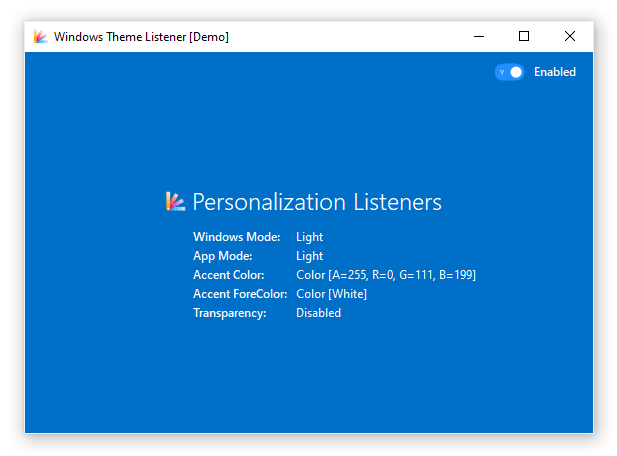 Windows Theme Listener [Demo]
Y Enabled
Personalization Listeners
Windows Mode: Light
App Mode: Light
Accent Color: Color [A=255, R=0, G=111, B=199]
Accent ForeColor: Color [White]
Transparency: Disabled